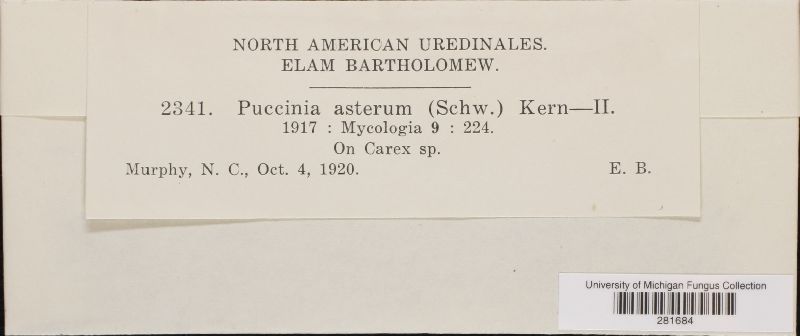 NORTH AMERICAN UREDINALES.
ELAM BARTHOLOMEW.
2341. Puccinia asterum (Schw.) Kern—II.
1917 : Mycologia 9 : 224.
On Carex sp.
Murphy, N. C., Oct. 4, 1920. E. B.
University of Michigan Fungus Collection
281684